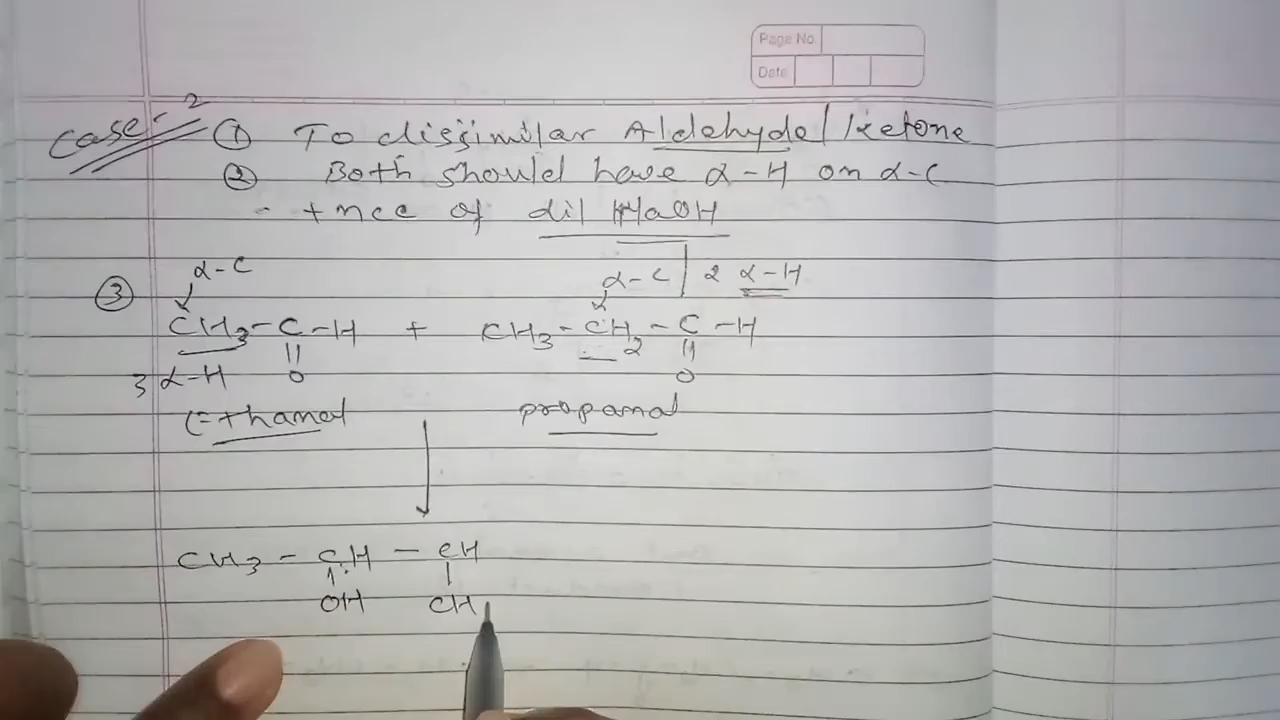 Page No.
Date
Case:- 2 ① To dissimilar Aldehyde/ketone
② Both should have α-H on α-C
+nce of dil NaOH
③ α-C α-C 2 α-H
CH3-C-H + CH3-CH2-C-H
|| ||
3 α-H O O
Ethanal propanal
CH3 - CH - CH
| |
OH CH